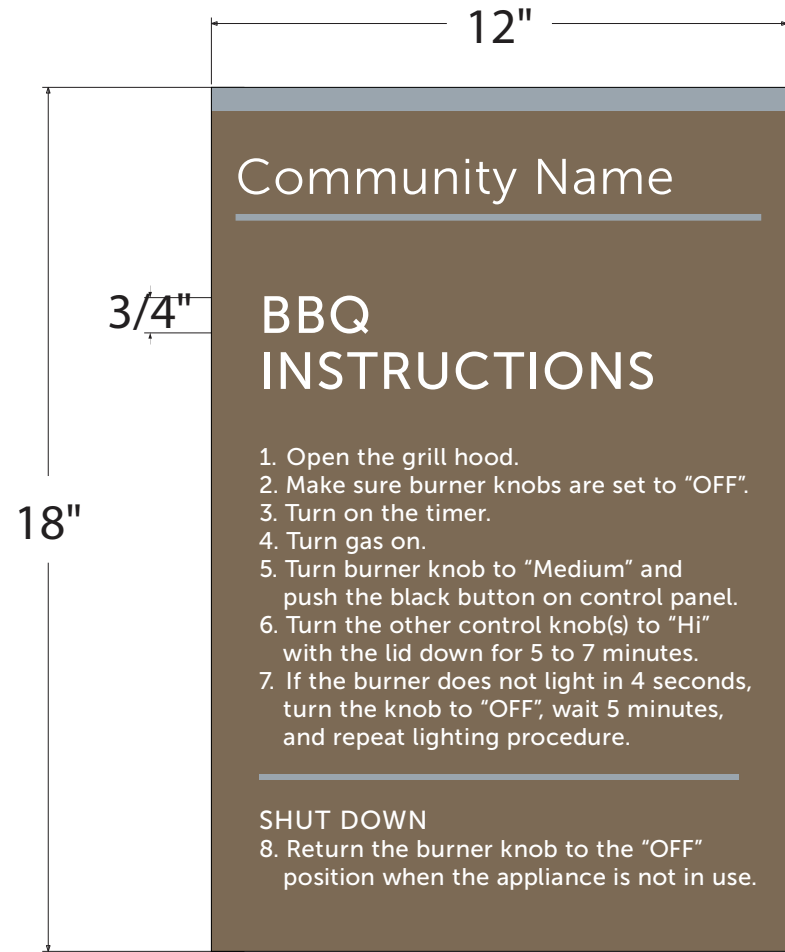 12"
Community Name
3/4"
BBQ
INSTRUCTIONS
1. Open the grill hood.
2. Make sure burner knobs are set to “OFF”.
18"
3. Turn on the timer.
4. Turn gas on.
5. Turn burner knob to “Medium” and
push the black button on control panel.
6. Turn the other control knob(s) to “Hi”
with the lid down for 5 to 7 minutes.
7. If the burner does not light in 4 seconds,
turn the knob to “OFF”, wait 5 minutes,
and repeat lighting procedure.
SHUT DOWN
8. Return the burner knob to the “OFF”
position when the appliance is not in use.